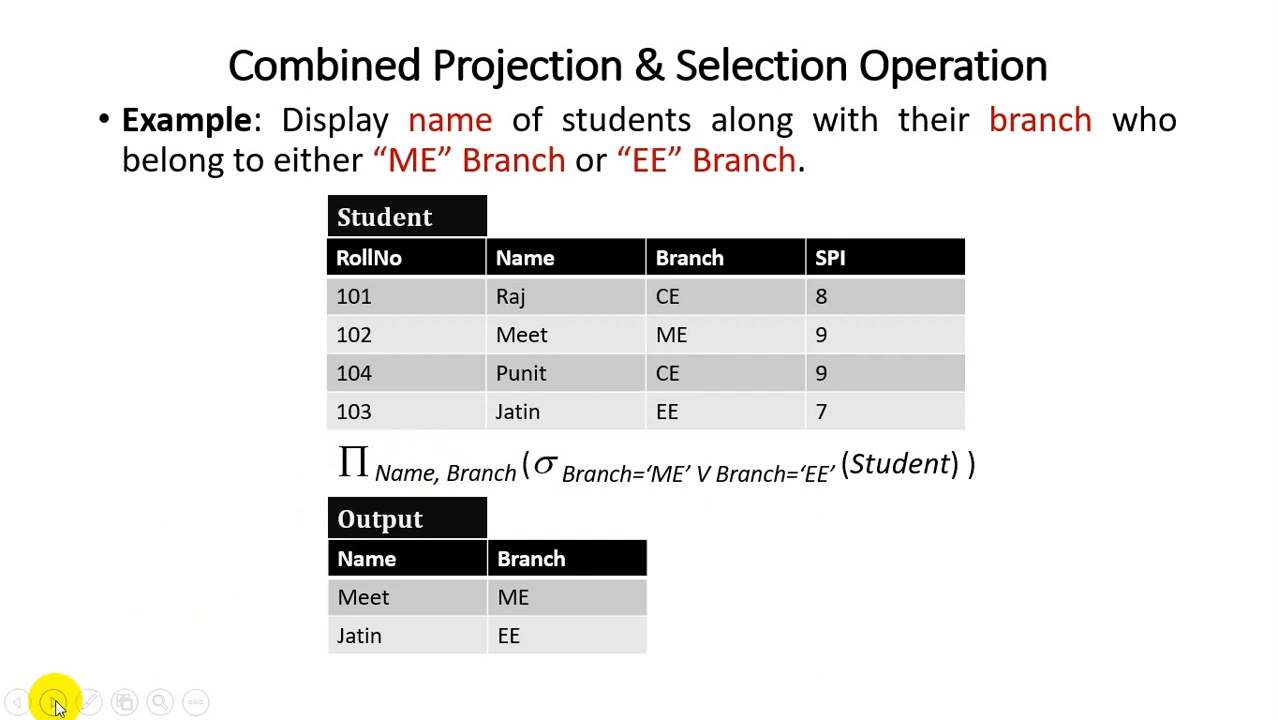 Combined Projection & Selection Operation
• Example: Display name of students along with their branch who
belong to either “ME” Branch or “EE” Branch.
Student
RollNo Name Branch SPI
101 Raj CE 8
102 Meet ME 9
104 Punit CE 9
103 Jatin EE 7
∏ Name, Branch (σ Branch=‘ME’ V Branch=‘EE’ (Student) )
Output
Name Branch
Meet ME
Jatin EE